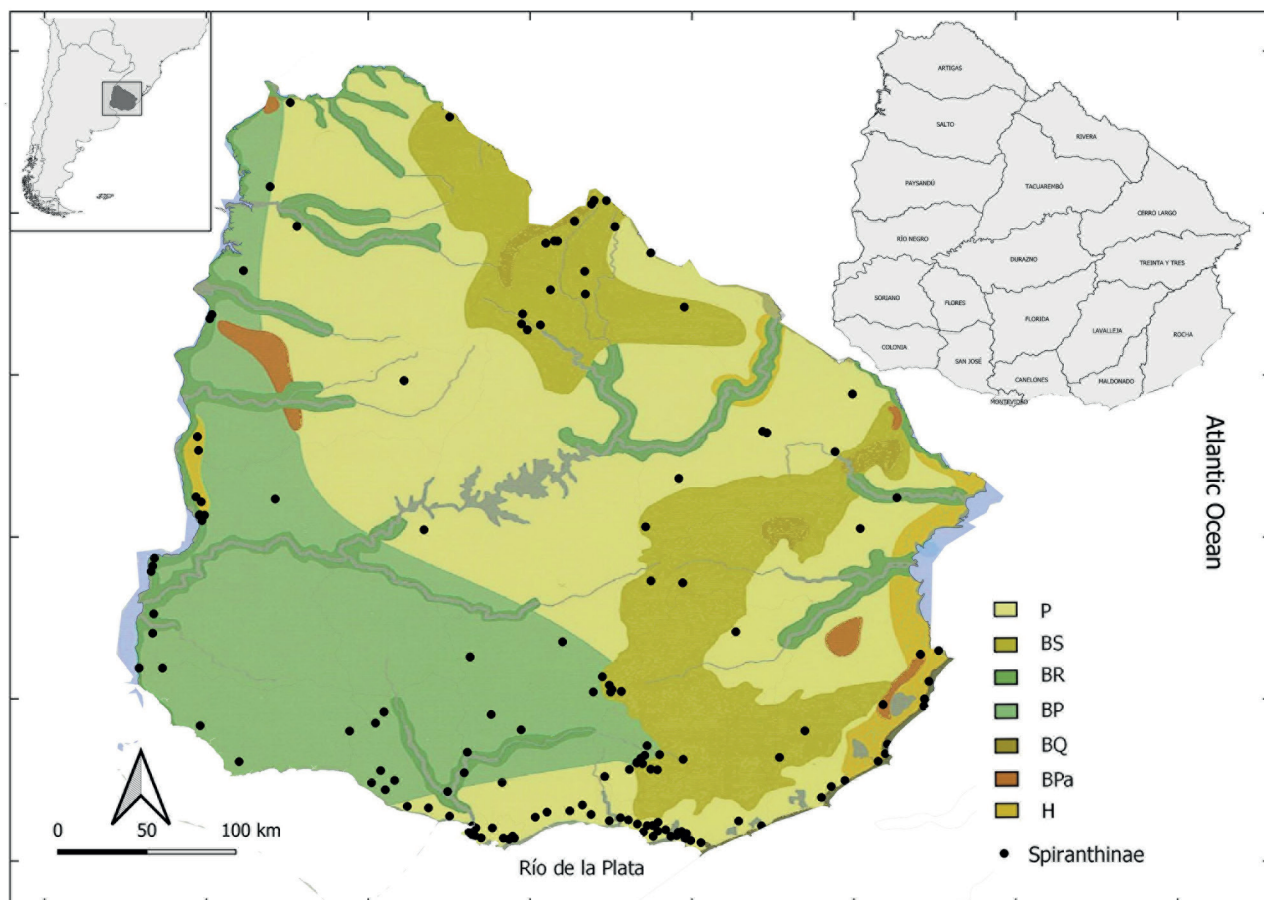 ARTIGAS
SALTO
RIVERA
PAYSANDÚ
TACUAREMBÓ
CERRO LARGO
RÍO NEGRO
DURAZNO
TREINTA Y TRES
SORIANO
FLORES
FLORIDA
LAVALLEJA
ROCHA
COLONIA
SAN JOSÉ
CANELONES
MALDONADO
MONTEVIDEO
Atlantic Ocean
P
BS
BR
BP
BQ
BPa
H
Spiranthinae
0 50 100 km
Río de la Plata